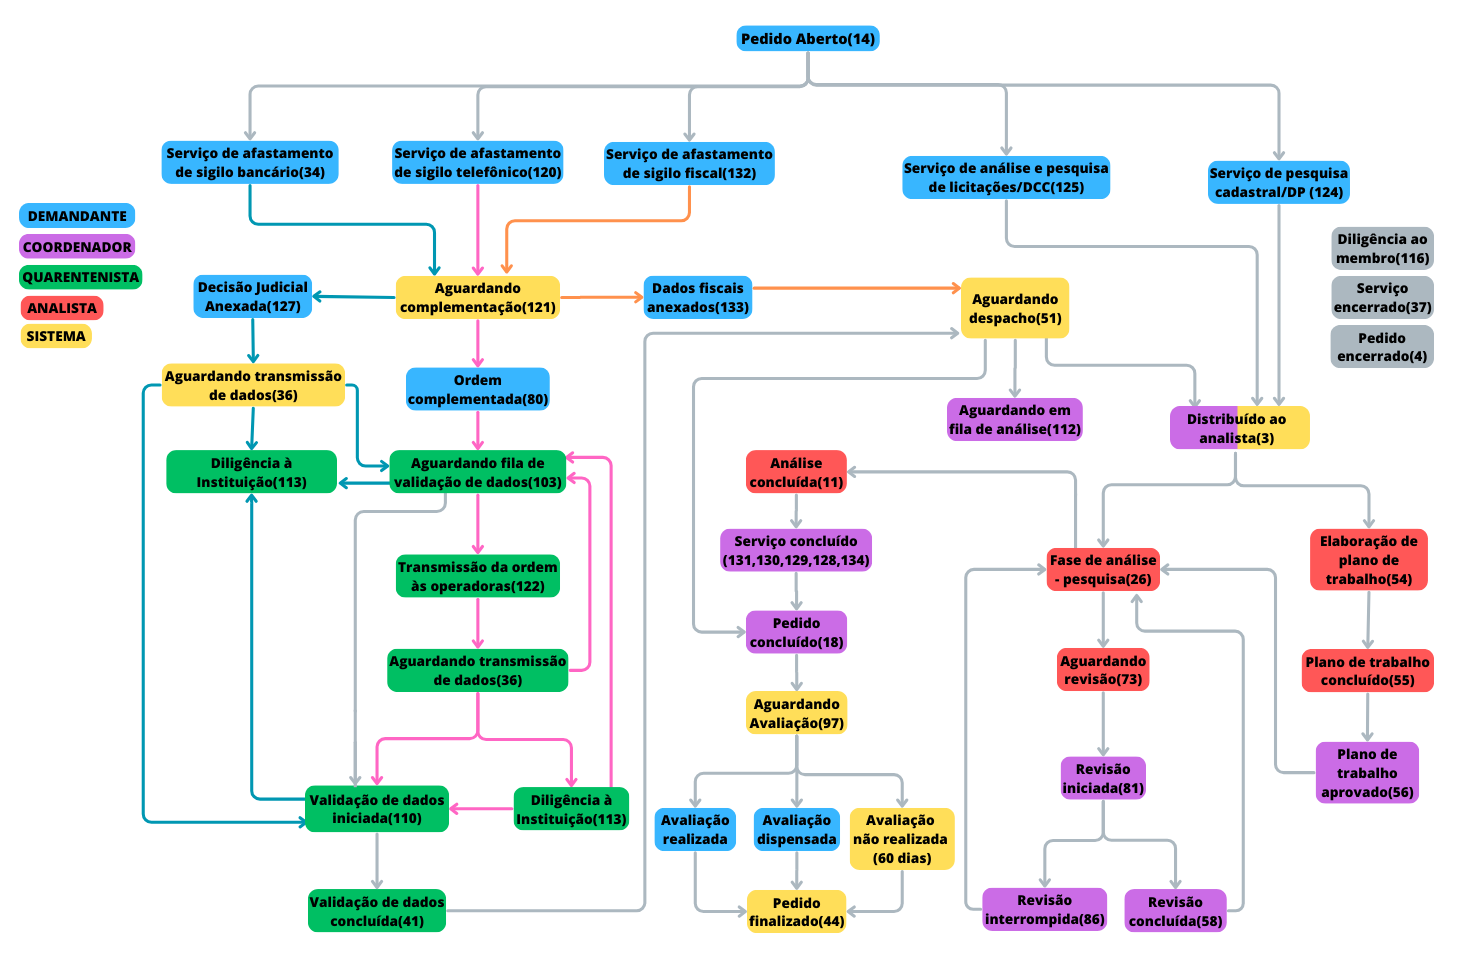 Pedido Aberto(14)
Serviço de afastamento
de sigilo bancário(34)
Serviço de afastamento
de sigilo telefônico(120)
Serviço de afastamento
de sigilo fiscal(132)
Serviço de análise e pesquisa
de licitações/DCC(125)
Serviço de pesquisa
cadastral/DP (124)
DEMANDANTE
COORDENADOR
QUARENTENISTA
ANALISTA
SISTEMA
Diligência ao
membro(116)
Serviço
encerrado(37)
Pedido
encerrado(4)
Decisão Judicial
Anexada(127)
Aguardando
complementação(121)
Dados fiscais
anexados(133)
Aguardando
despacho(51)
Aguardando transmissão
de dados(36)
Ordem
complementada(80)
Aguardando em
fila de análise(112)
Distribuído ao
analista(3)
Diligência à
Instituição(113)
Aguardando fila de
validação de dados(103)
Análise
concluída(11)
Serviço concluído
(131,130,129,128,134)
Fase de análise
- pesquisa(26)
Elaboração de
plano de
trabalho(54)
Transmissão da ordem
às operadoras(122)
Pedido
concluído(18)
Aguardando transmissão
de dados(36)
Aguardando
revisão(73)
Plano de trabalho
concluído(55)
Aguardando
Avaliação(97)
Revisão
iniciada(81)
Plano de
trabalho
aprovado(56)
Validação de dados
iniciada(110)
Diligência à
Instituição(113)
Avaliação
realizada
Avaliação
dispensada
Avaliação
não realizada
(60 dias)
Validação de dados
concluída(41)
Pedido
finalizado(44)
Revisão
interrompida(86)
Revisão
concluída(58)